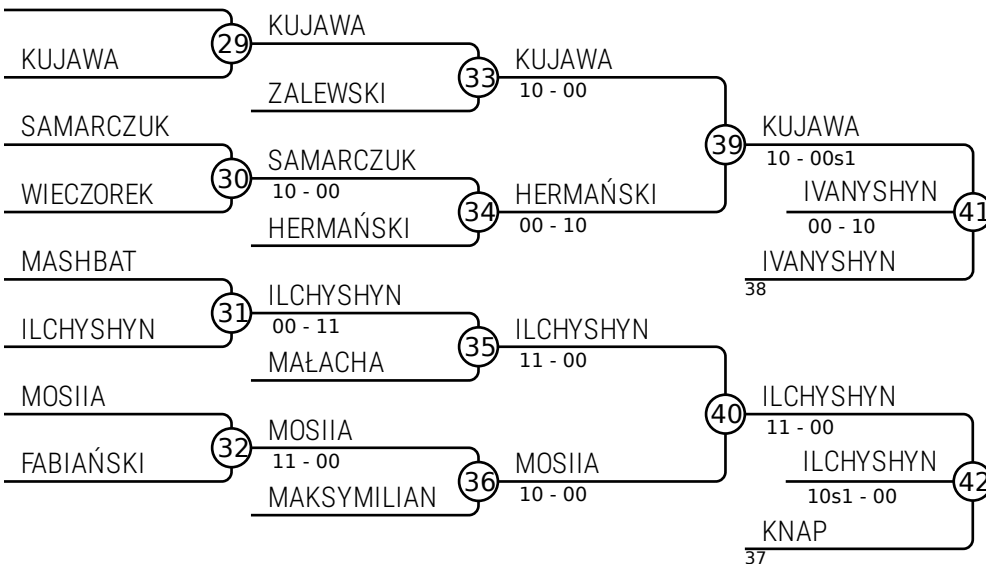 KUJAWA
29
KUJAWA
ZALEWSKI
33
KUJAWA
10 - 00
SAMARCZUK
WIECZOREK
30
SAMARCZUK
10 - 00
HERMAŃSKI
34
HERMAŃSKI
00 - 10
39
KUJAWA
10 - 00s1
IVANYSHYN
00 - 10
41
IVANYSHYN
38
MASHBAT
ILCHYSHYN
31
ILCHYSHYN
00 - 11
MAŁACHA
35
ILCHYSHYN
11 - 00
MOSIIA
FABIAŃSKI
32
MOSIIA
11 - 00
MAKSYMILIAN
36
MOSIIA
10 - 00
40
ILCHYSHYN
11 - 00
ILCHYSHYN
10s1 - 00
42
KNAP
37